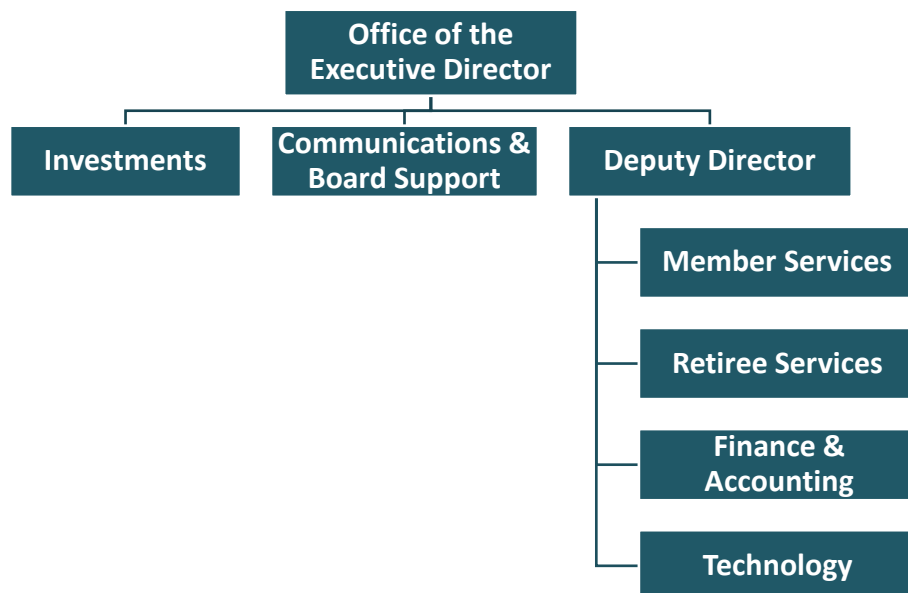 Office of the
Executive Director
Investments
Communications &
Board Support
Deputy Director
Member Services
Retiree Services
Finance &
Accounting
Technology